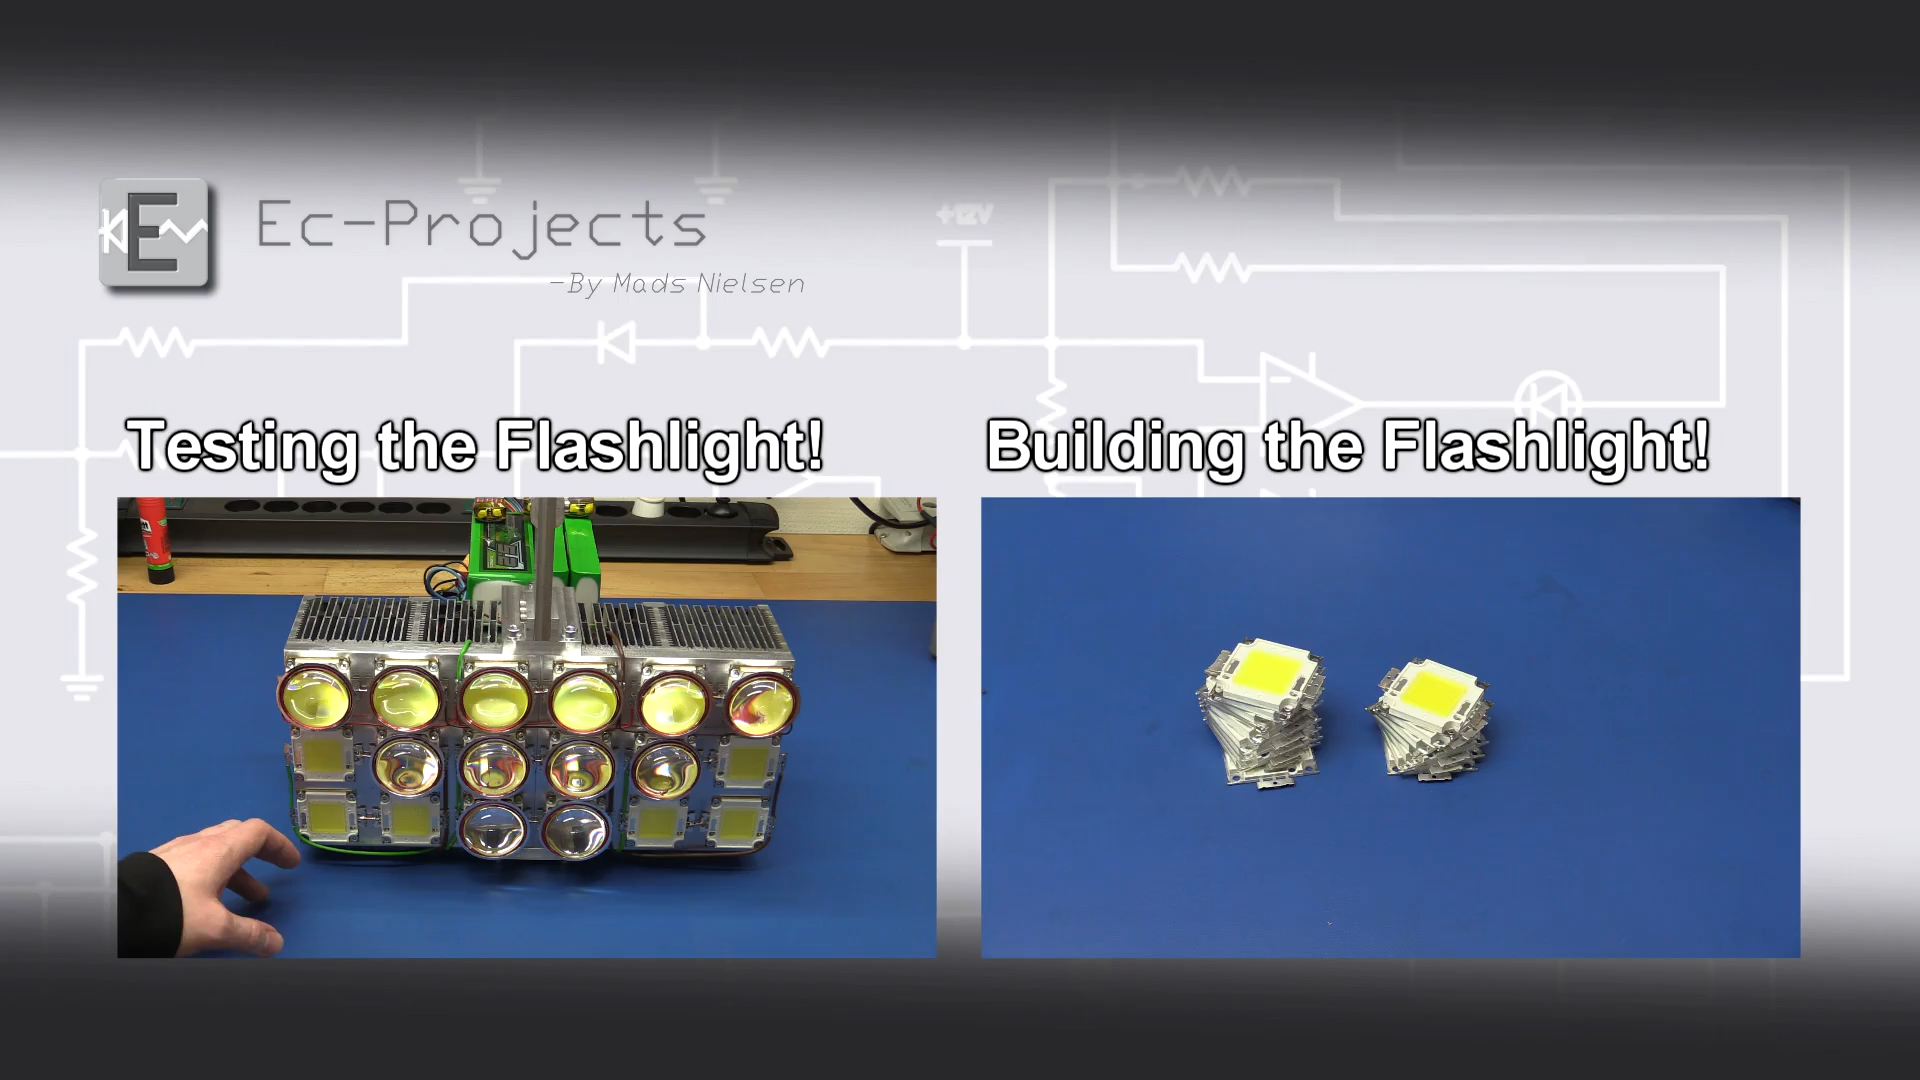 E
Ec-Projects
-By Mads Nielsen
+12V
Testing the Flashlight!
Building the Flashlight!